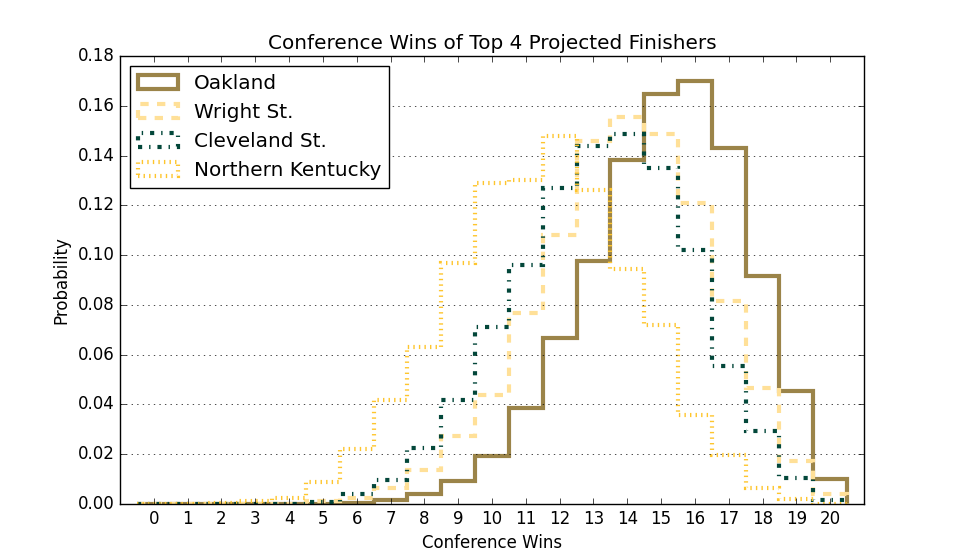 Conference Wins of Top 4 Projected Finishers
0.18
0.16
0.14
0.12
0.10
0.08
0.06
0.04
0.02
0.00
Probability
Oakland
Wright St.
Cleveland St.
Northern Kentucky
0 1 2 3 4 5 6 7 8 9 10 11 12 13 14 15 16 17 18 19 20
Conference Wins